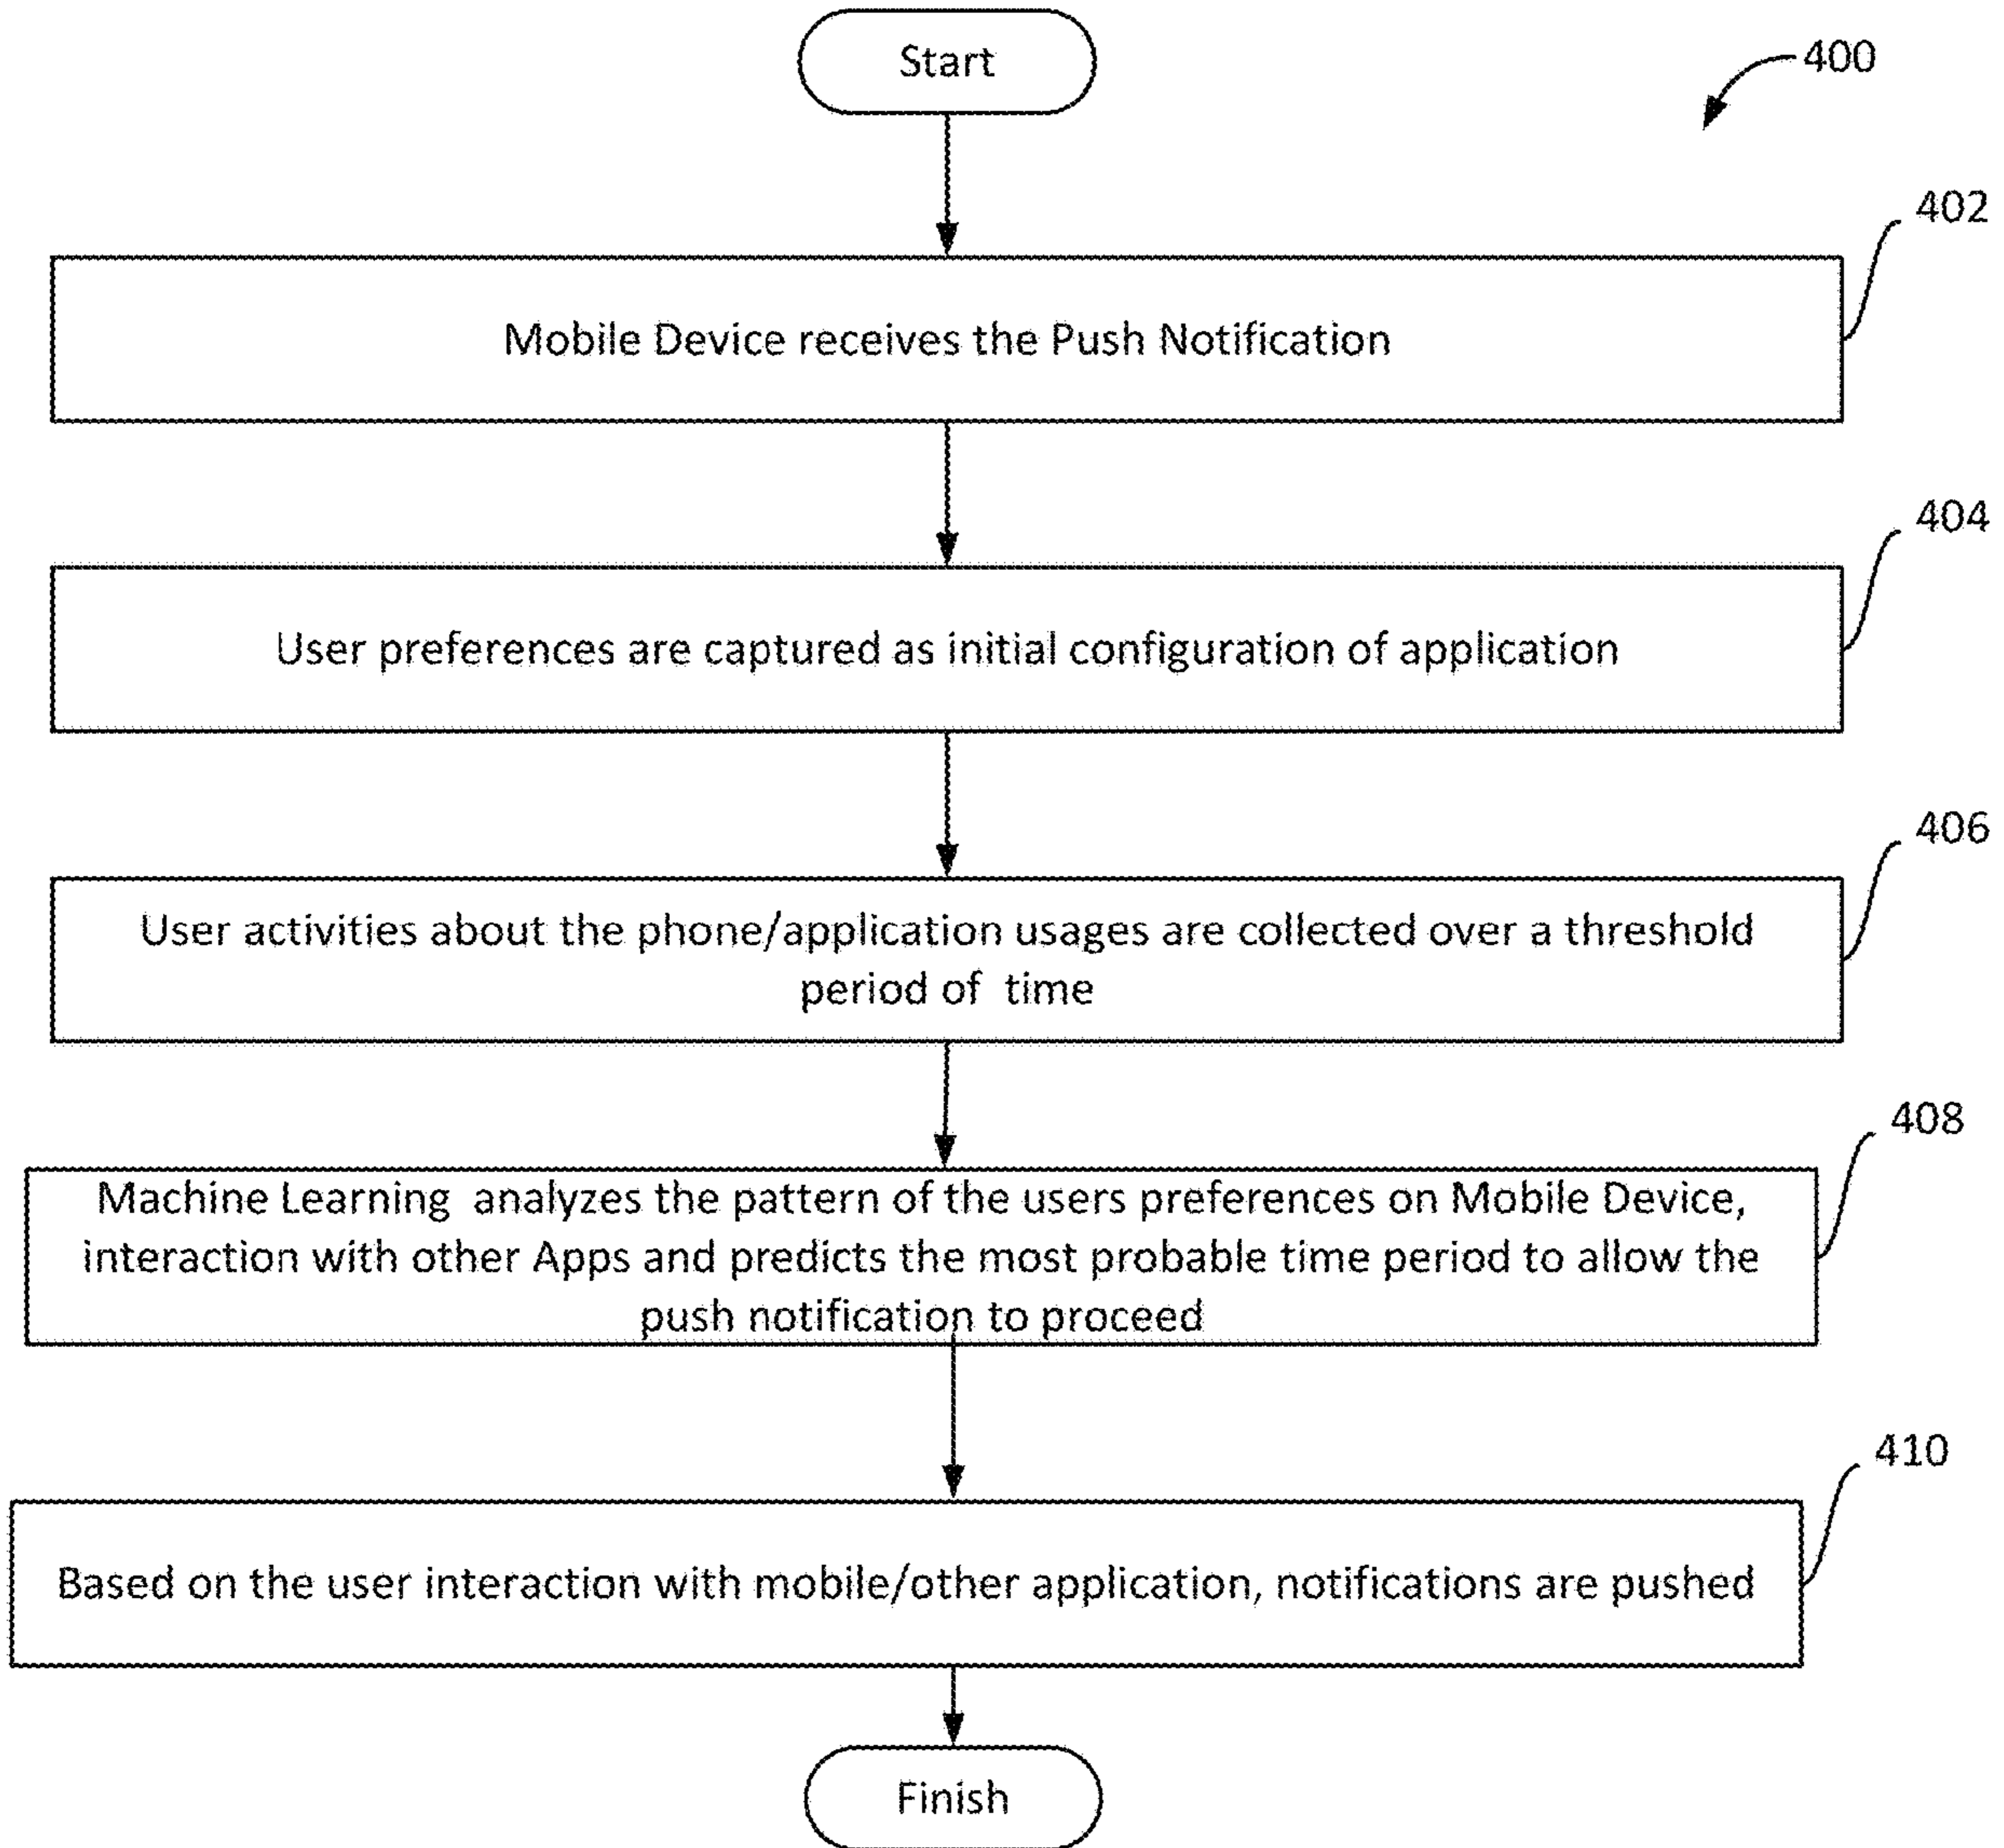 Start
400
402
Mobile Device receives the Push Notification
404
User preferences are captured as initial configuration of application
406
User activities about the phone/application usages are collected over a threshold
period of time
408
Machine Learning analyzes the pattern of the users preferences on Mobile Device,
interaction with other Apps and predicts the most probable time period to allow the
push notification to proceed
410
Based on the user interaction with mobile/other application, notifications are pushed
Finish